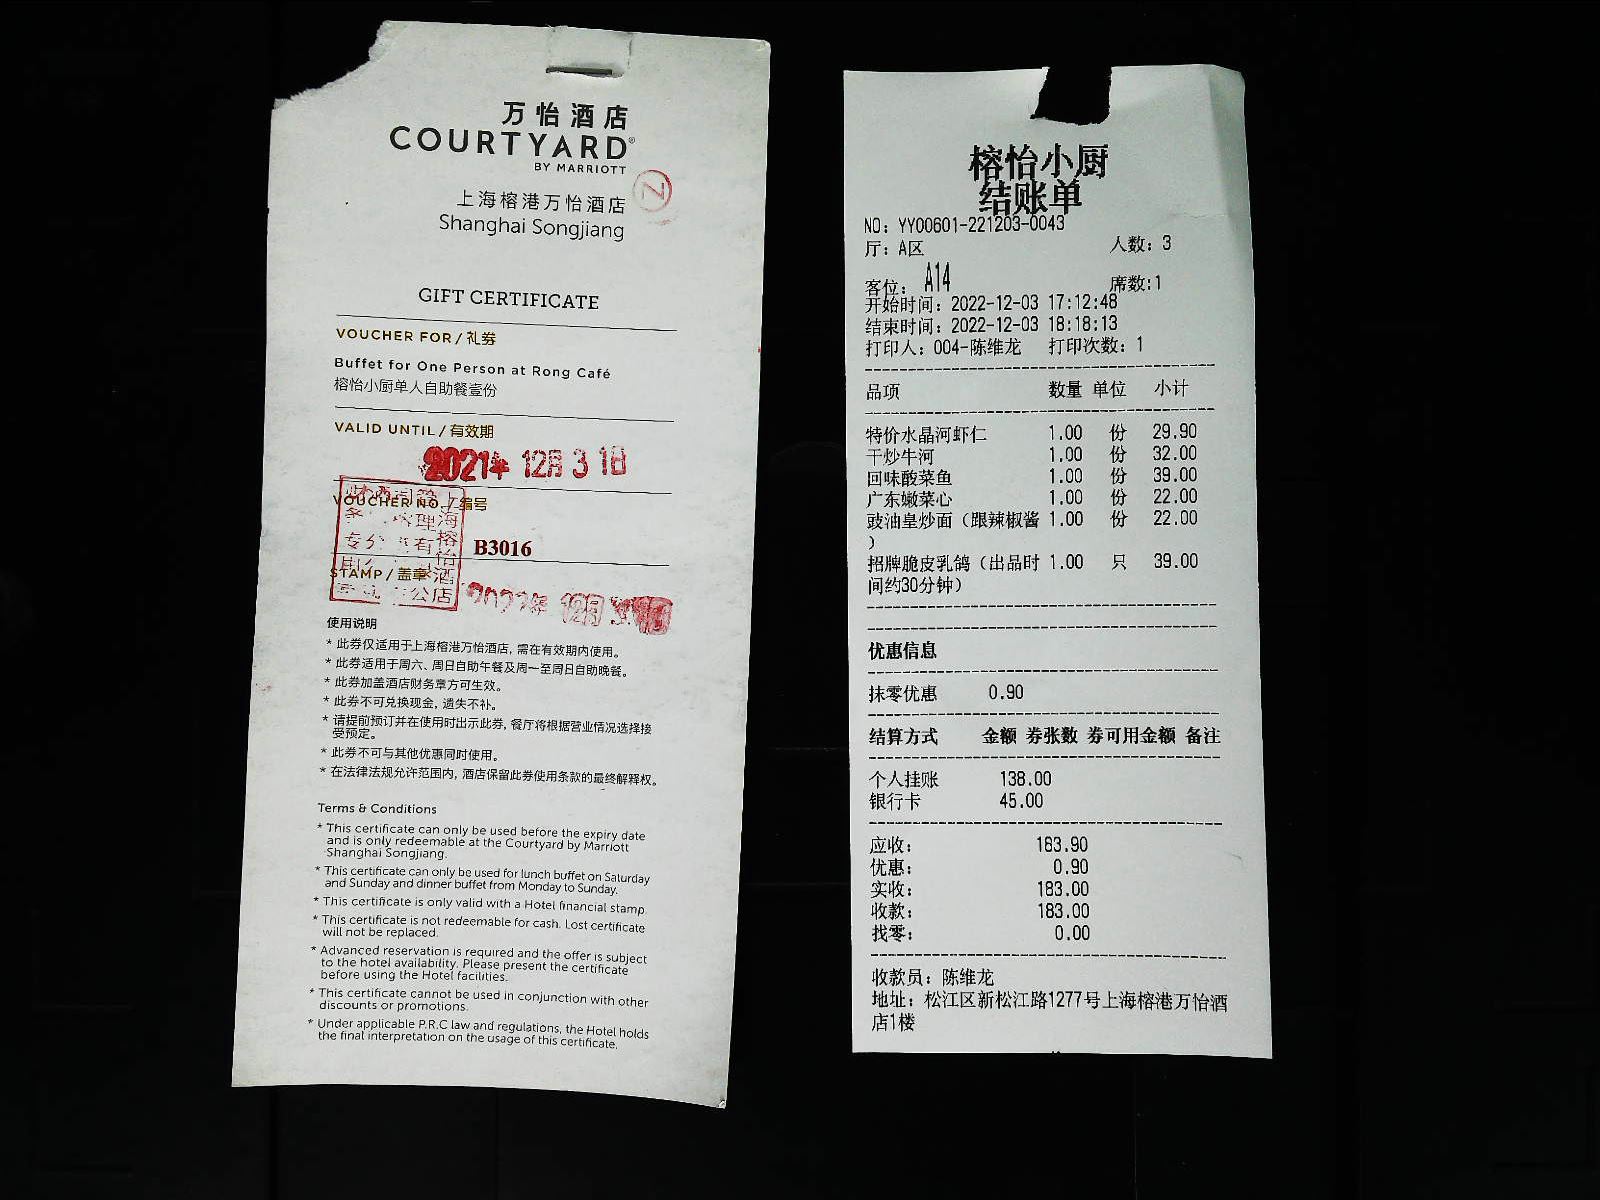 万怡酒店
COURTYARD®
BY MARRIOTT
上海榕港万怡酒店
Shanghai Songjiang
GIFT CERTIFICATE
VOUCHER FOR / 礼券
Buffet for One Person at Rong Café
榕怡小厨单人自助餐壹份
VALID UNTIL / 有效期
2021年 12月 31日
VOUCHER NO / 编号
B3016
STAMP / 盖章
2022年 12月
使用说明
* 此券仅适用于上海榕港万怡酒店, 需在有效期内使用。
* 此券适用于周六、周日自助午餐及周一至周日自助晚餐。
* 此券加盖酒店财务章方可生效。
* 此券不可兑换现金, 遗失不补。
* 请提前预订并在使用时出示此券, 餐厅将根据营业情况选择接
受预定。
* 此券不可与其他优惠同时使用。
* 在法律法规允许范围内, 酒店保留此券使用条款的最终解释权。
Terms & Conditions
* This certificate can only be used before the expiry date
and is only redeemable at the Courtyard by Marriott
Shanghai Songjiang.
* This certificate can only be used for lunch buffet on Saturday
and Sunday and dinner buffet from Monday to Sunday.
* This certificate is only valid with a Hotel financial stamp.
* This certificate is not redeemable for cash. Lost certificate
will not be replaced.
* Advanced reservation is required and the offer is subject
to the hotel availability. Please present the certificate
before using the Hotel facilities.
* This certificate cannot be used in conjunction with other
discounts or promotions.
* Under applicable P.R.C law and regulations, the Hotel holds
the final interpretation on the usage of this certificate.
榕怡小厨
结账单
NO: YY00601-221203-0043
厅: A区 人数: 3
客位: A14 席数:1
开始时间: 2022-12-03 17:12:48
结束时间: 2022-12-03 18:18:13
打印人: 004-陈维龙 打印次数: 1
品项 数量 单位 小计
特价水晶河虾仁 1.00 份 29.90
干炒牛河 1.00 份 32.00
回味酸菜鱼 1.00 份 39.00
广东嫩菜心 1.00 份 22.00
豉油皇炒面（跟辣椒酱 1.00 份 22.00
）
招牌脆皮乳鸽（出品时 1.00 只 39.00
间约30分钟）
优惠信息
抹零优惠 0.90
结算方式 金额 券张数 券可用金额 备注
个人挂账 138.00
银行卡 45.00
应收: 183.90
优惠: 0.90
实收: 183.00
收款: 183.00
找零: 0.00
收款员: 陈维龙
地址: 松江区新松江路1277号上海榕港万怡酒
店1楼